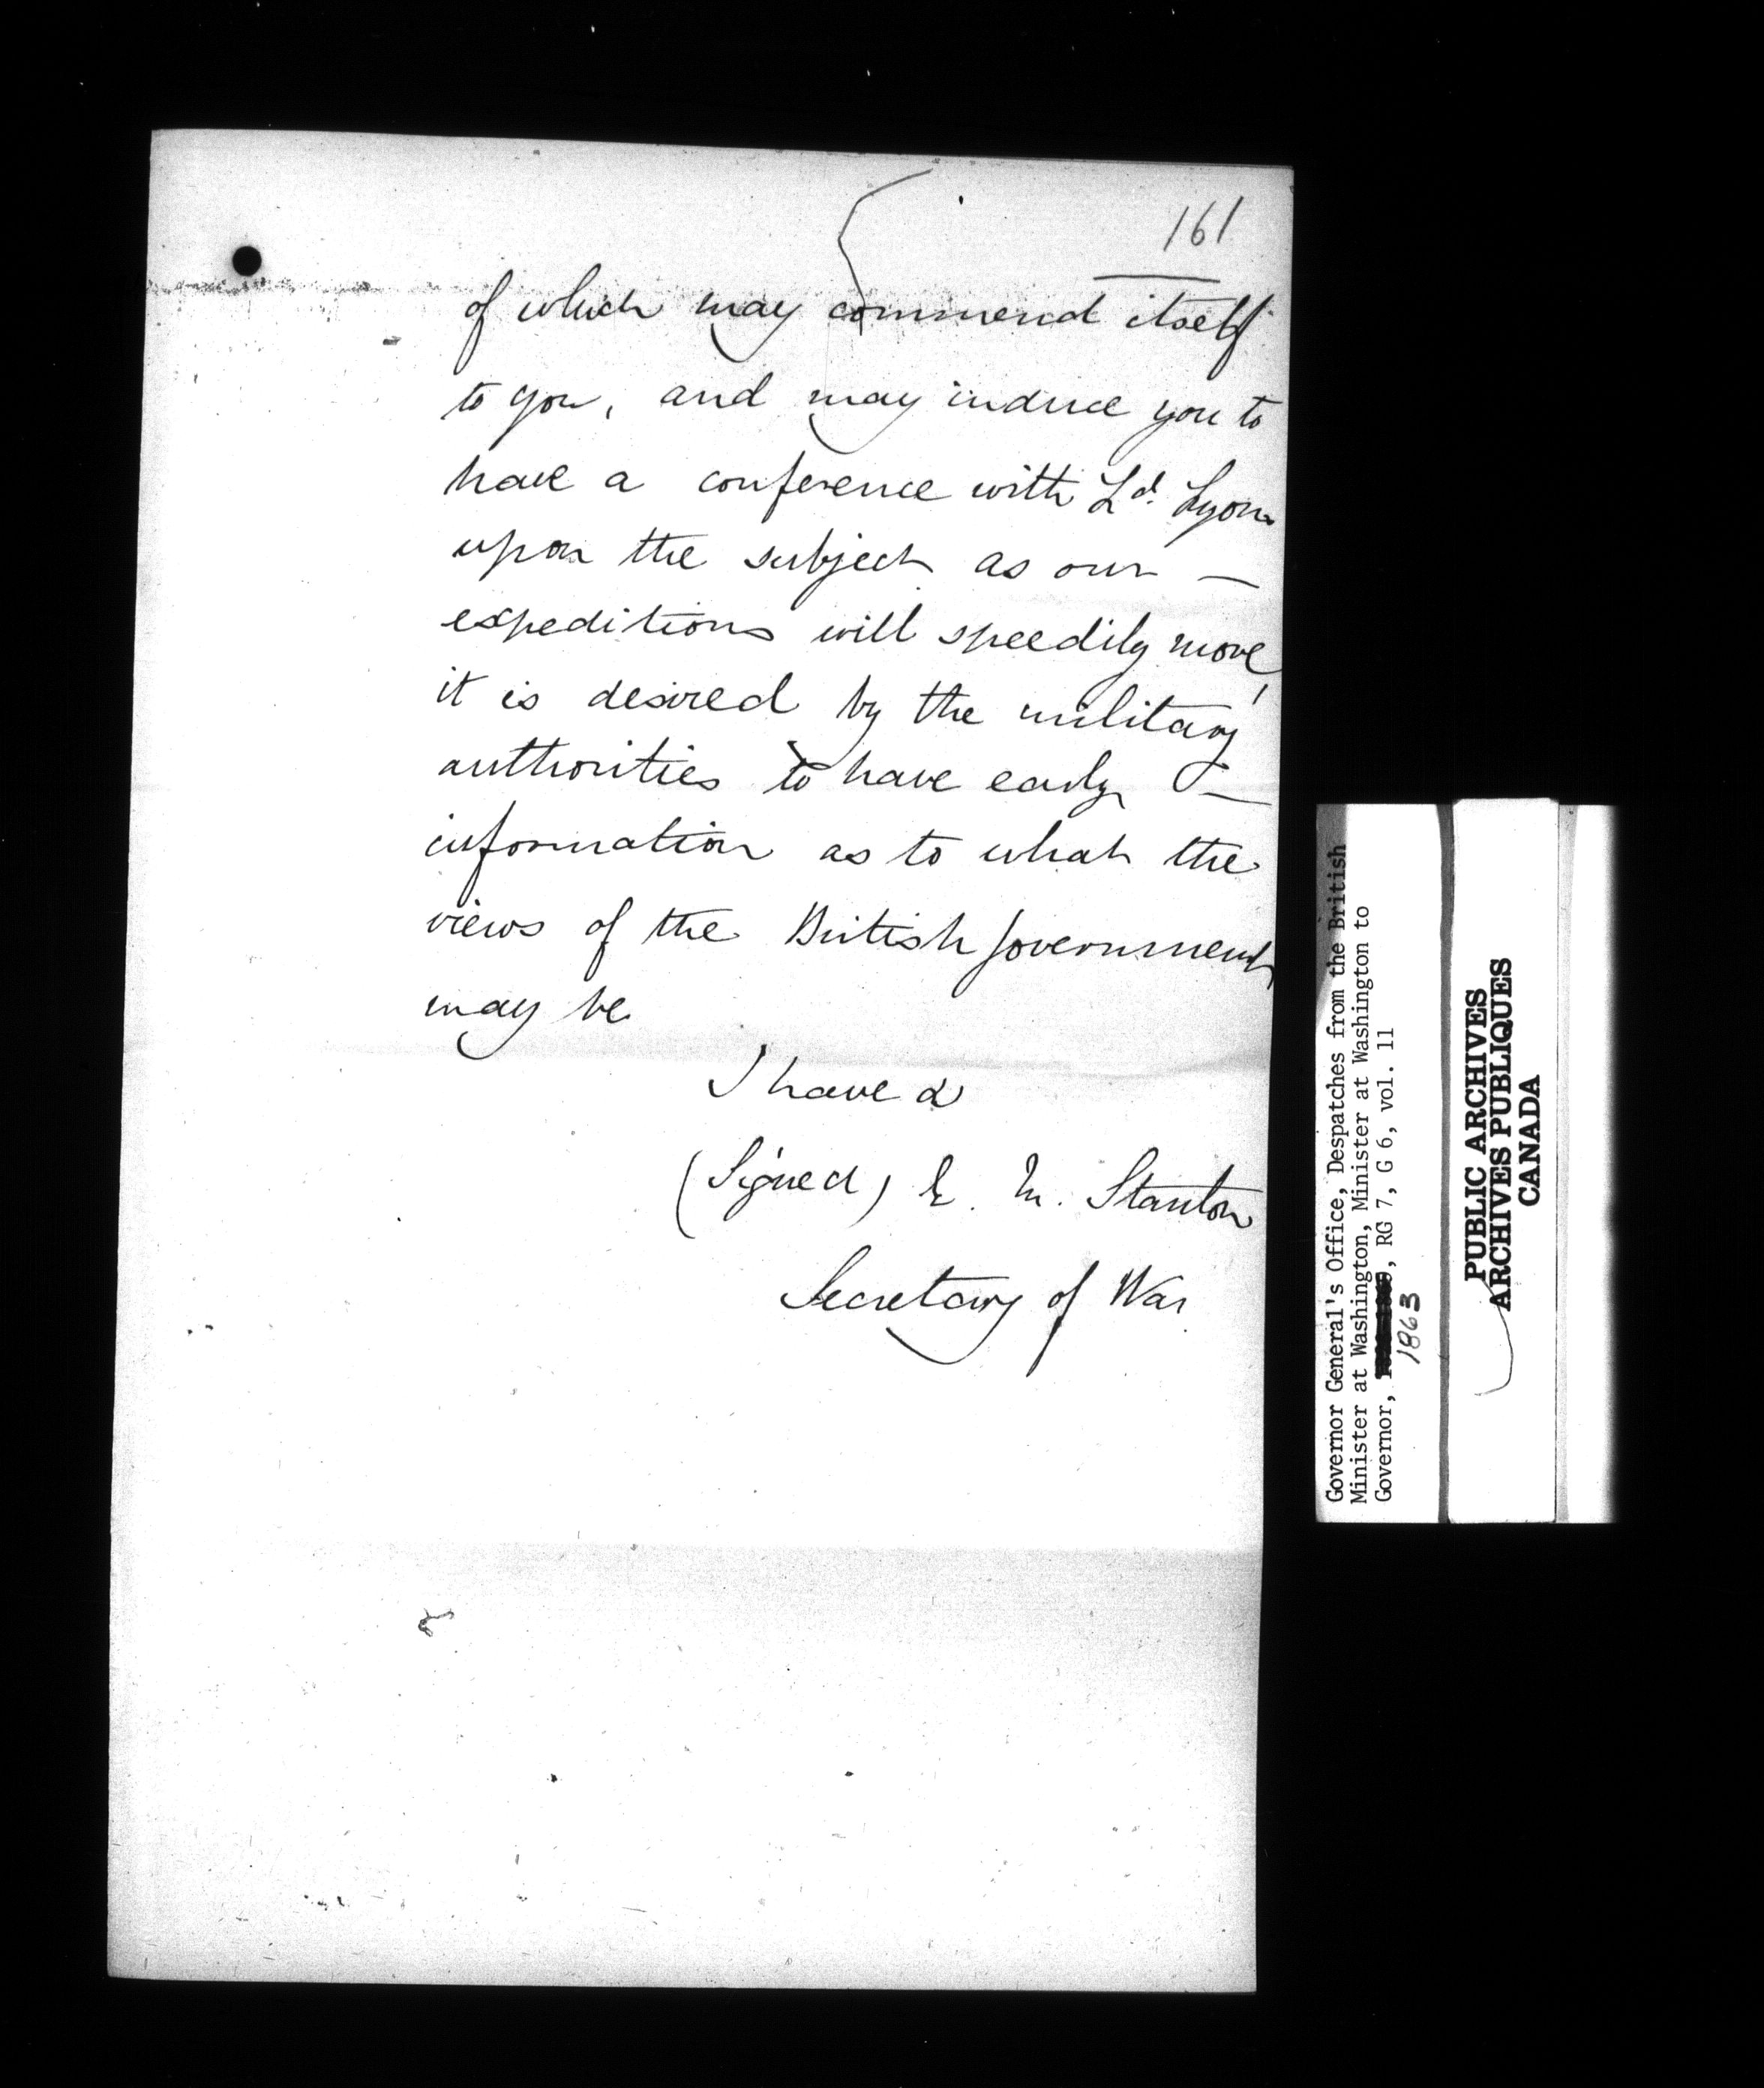 161
of which may commend itself
to you, and may induce you to
have a conference with Ld. Lyons
upon the subject as our —
expeditions will speedily move,
it is desired by the military
authorities to have early —
information as to what the
views of the British Government
may be
I have &
(Signed) E. M. Stanton
Secretary of War
Governor General's Office, Despatches from the British
Minister at Washington, Minister at Washington to
Governor, , RG 7, G 6, vol. 11
1863
PUBLIC ARCHIVES
ARCHIVES PUBLIQUES
CANADA